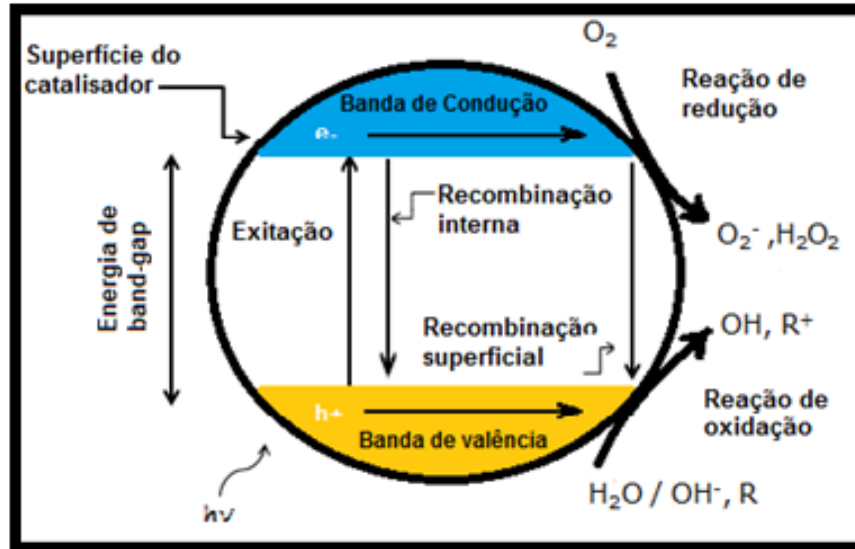 Superfície do
catalisador
O₂
Reação de
redução
Banda de Condução
e-
Energia de
band-gap
Exitação
Recombinação
interna
O₂⁻ ,H₂O₂
Recombinação
superficial
OH, R⁺
h+
Banda de valência
Reação de
oxidação
H₂O / OH⁻, R
hν